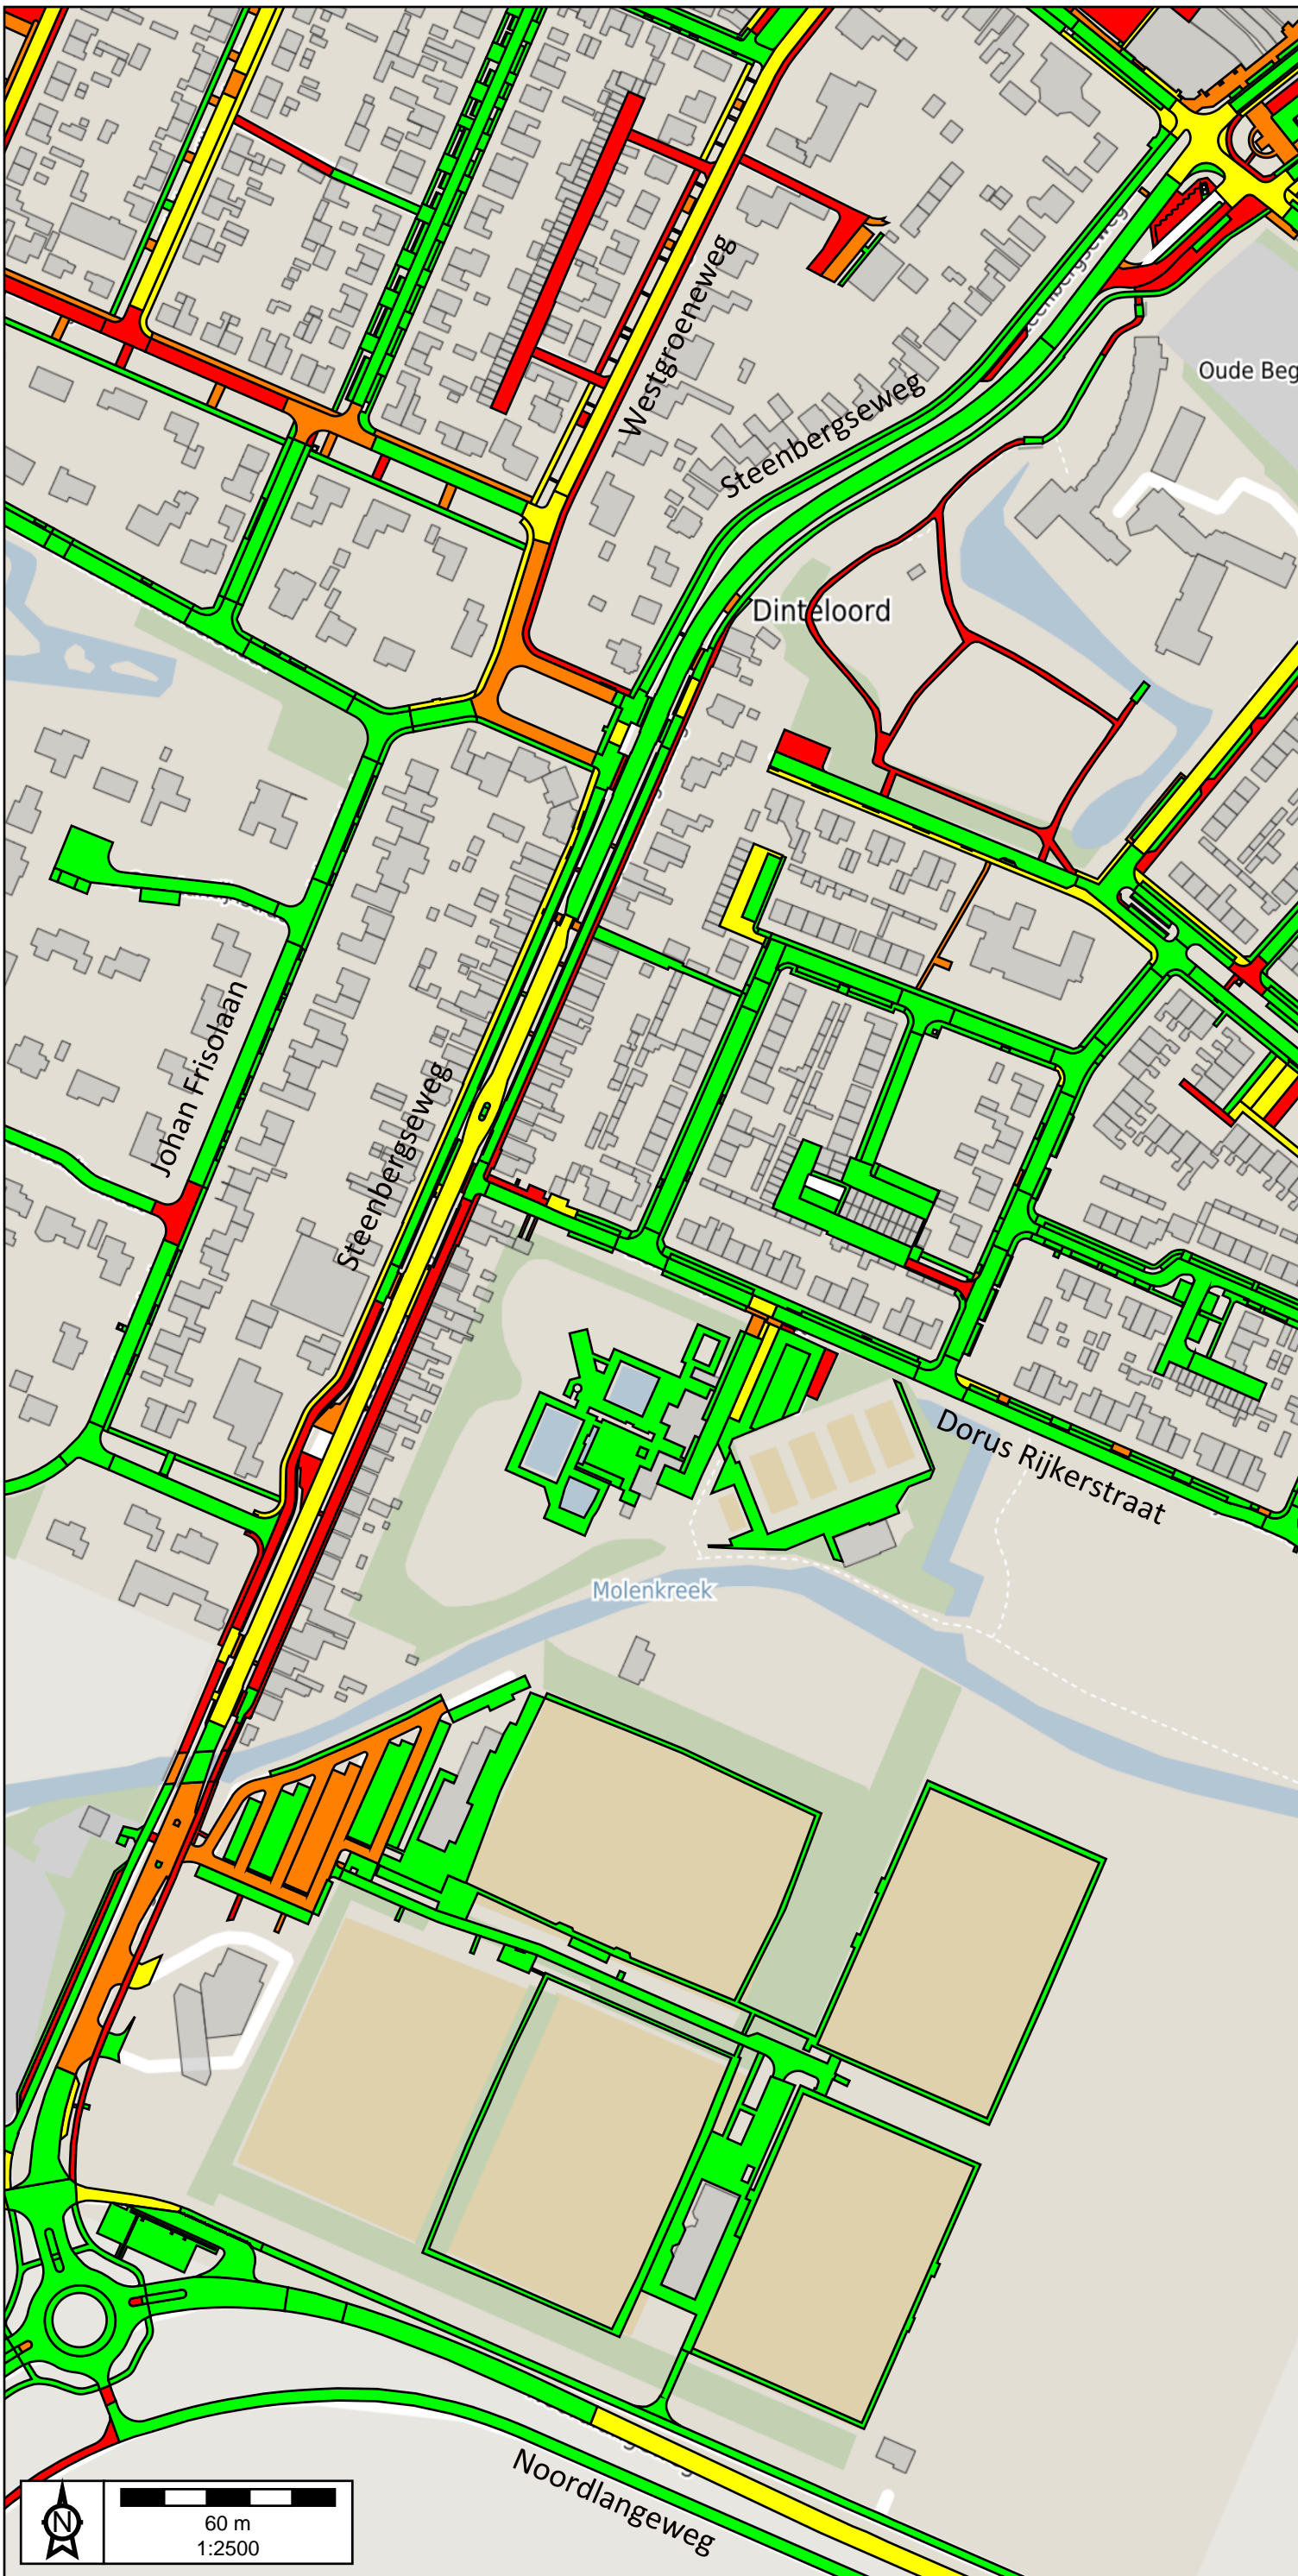 Westgroeneweg
Oude Beg
Steenbergseweg
Dinteloord
Johan Frisolaan
Steenbergseweg
Dorus Rijkerstraat
Molenkreek
Noordlangeweg
N
60 m
1:2500